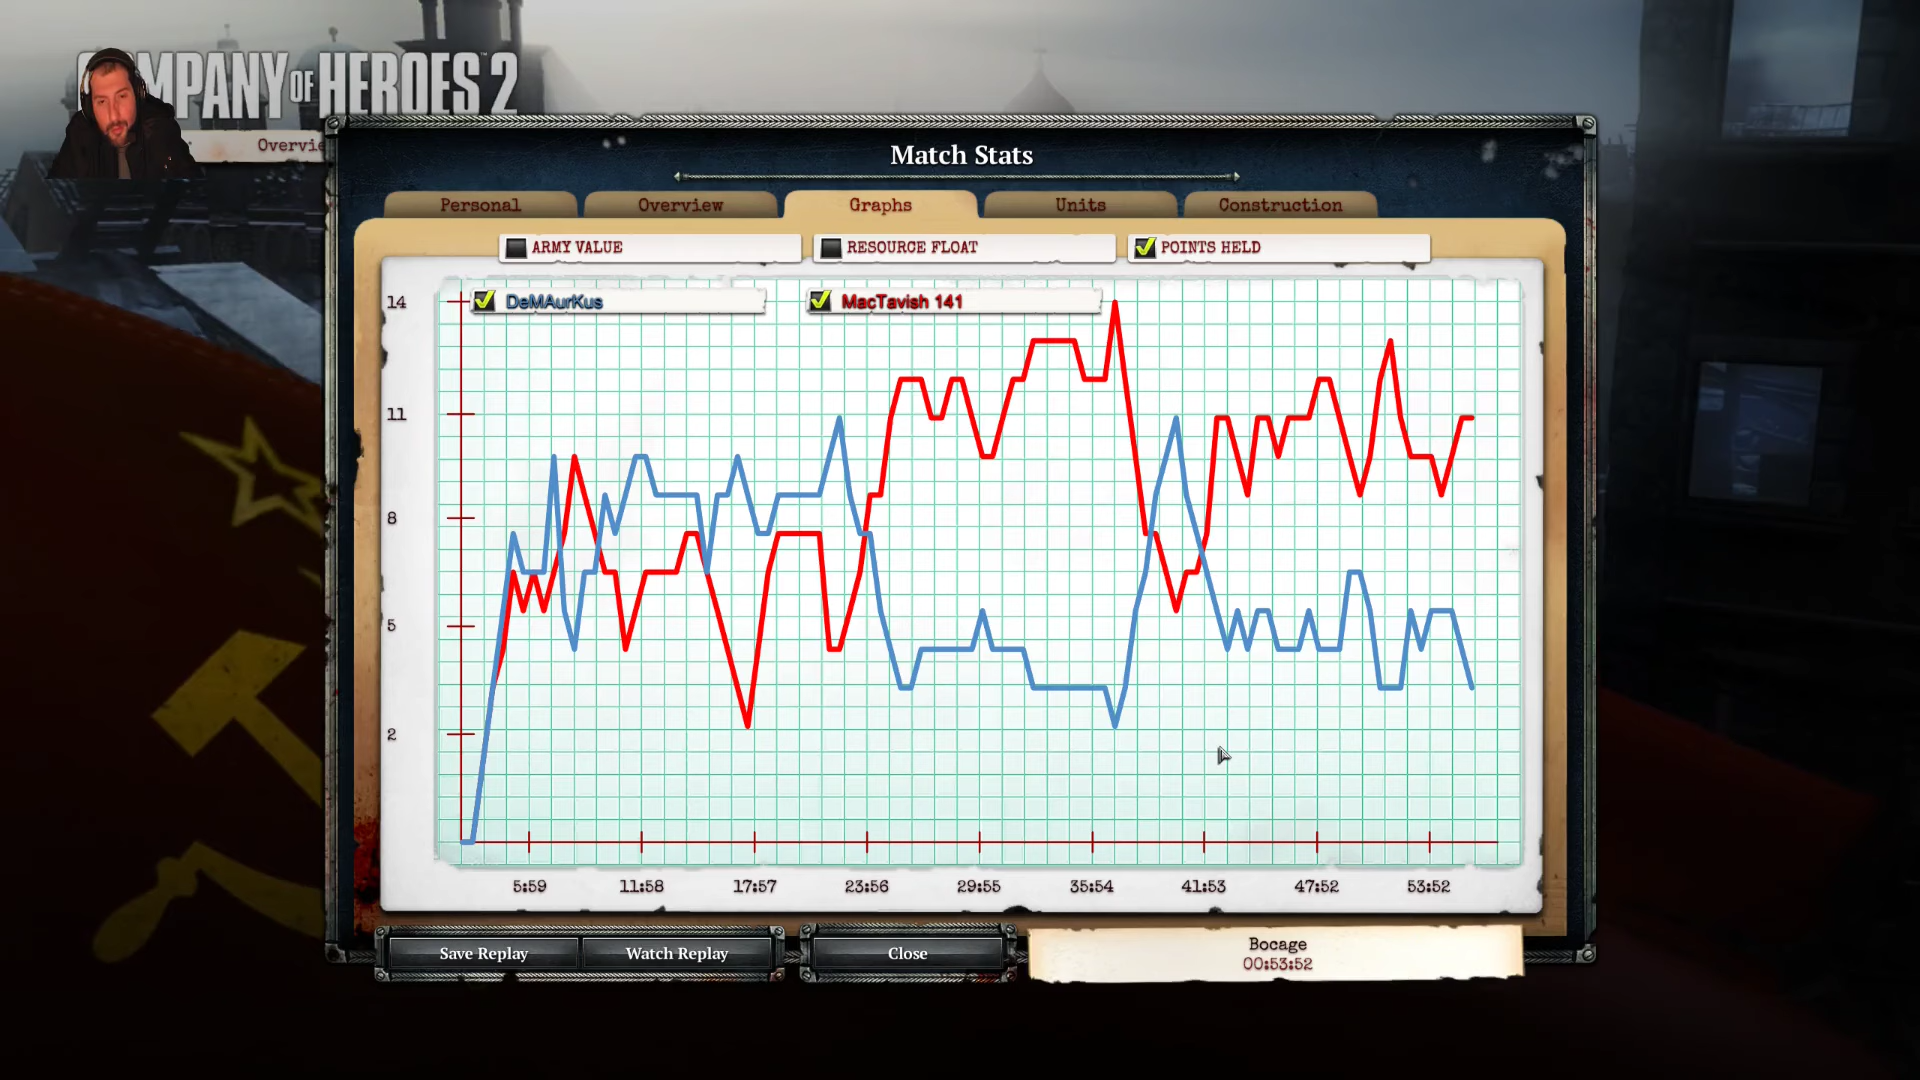 COMPANY OF HEROES 2
Overvie
Match Stats
Personal
Overview
Graphs
Units
Construction
ARMY VALUE
RESOURCE FLOAT
POINTS HELD
14
DeMAurKus
MacTavish 141
11
8
5
2
5:59
11:58
17:57
23:56
29:55
35:54
41:53
47:52
53:52
Save Replay
Watch Replay
Close
Bocage
00:53:52